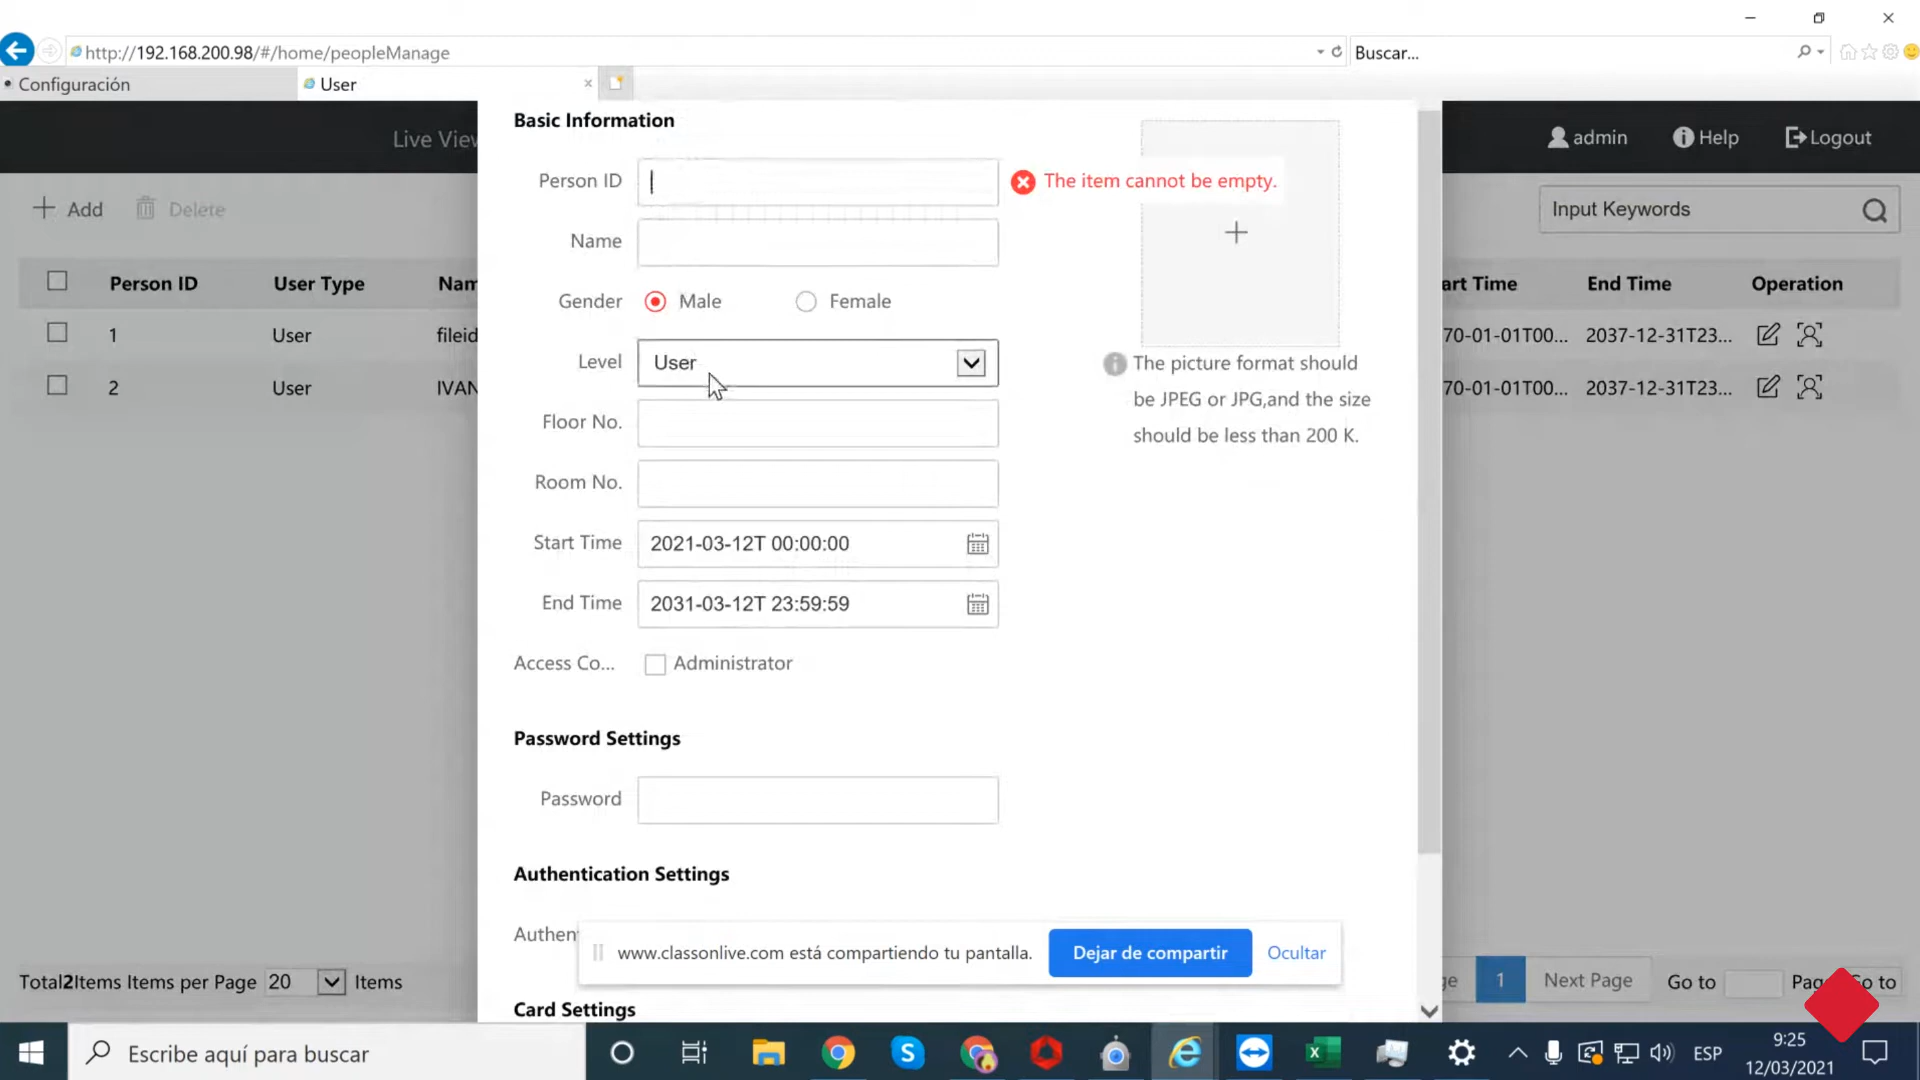 http://192.168.200.98/#/home/peopleManage
Buscar...
Configuración
User
Live View
admin
Help
Logout
Add
Delete
Input Keywords
Person ID
User Type
Nam
art Time
End Time
Operation
1
User
fileid
70-01-01T00...
2037-12-31T23...
2
User
IVAN
70-01-01T00...
2037-12-31T23...
Basic Information
Person ID
The item cannot be empty.
Name
Gender
Male
Female
Level
User
The picture format should
be JPEG or JPG,and the size
should be less than 200 K.
Floor No.
Room No.
Start Time
2021-03-12T 00:00:00
End Time
2031-03-12T 23:59:59
Access Co...
Administrator
Password Settings
Password
Authentication Settings
Authen
www.classonlive.com está compartiendo tu pantalla.
Dejar de compartir
Ocultar
Card Settings
Total2Items Items per Page 20 Items
ge
1
Next Page
Go to
Pag
o to
Escribe aquí para buscar
ESP
9:25
12/03/2021